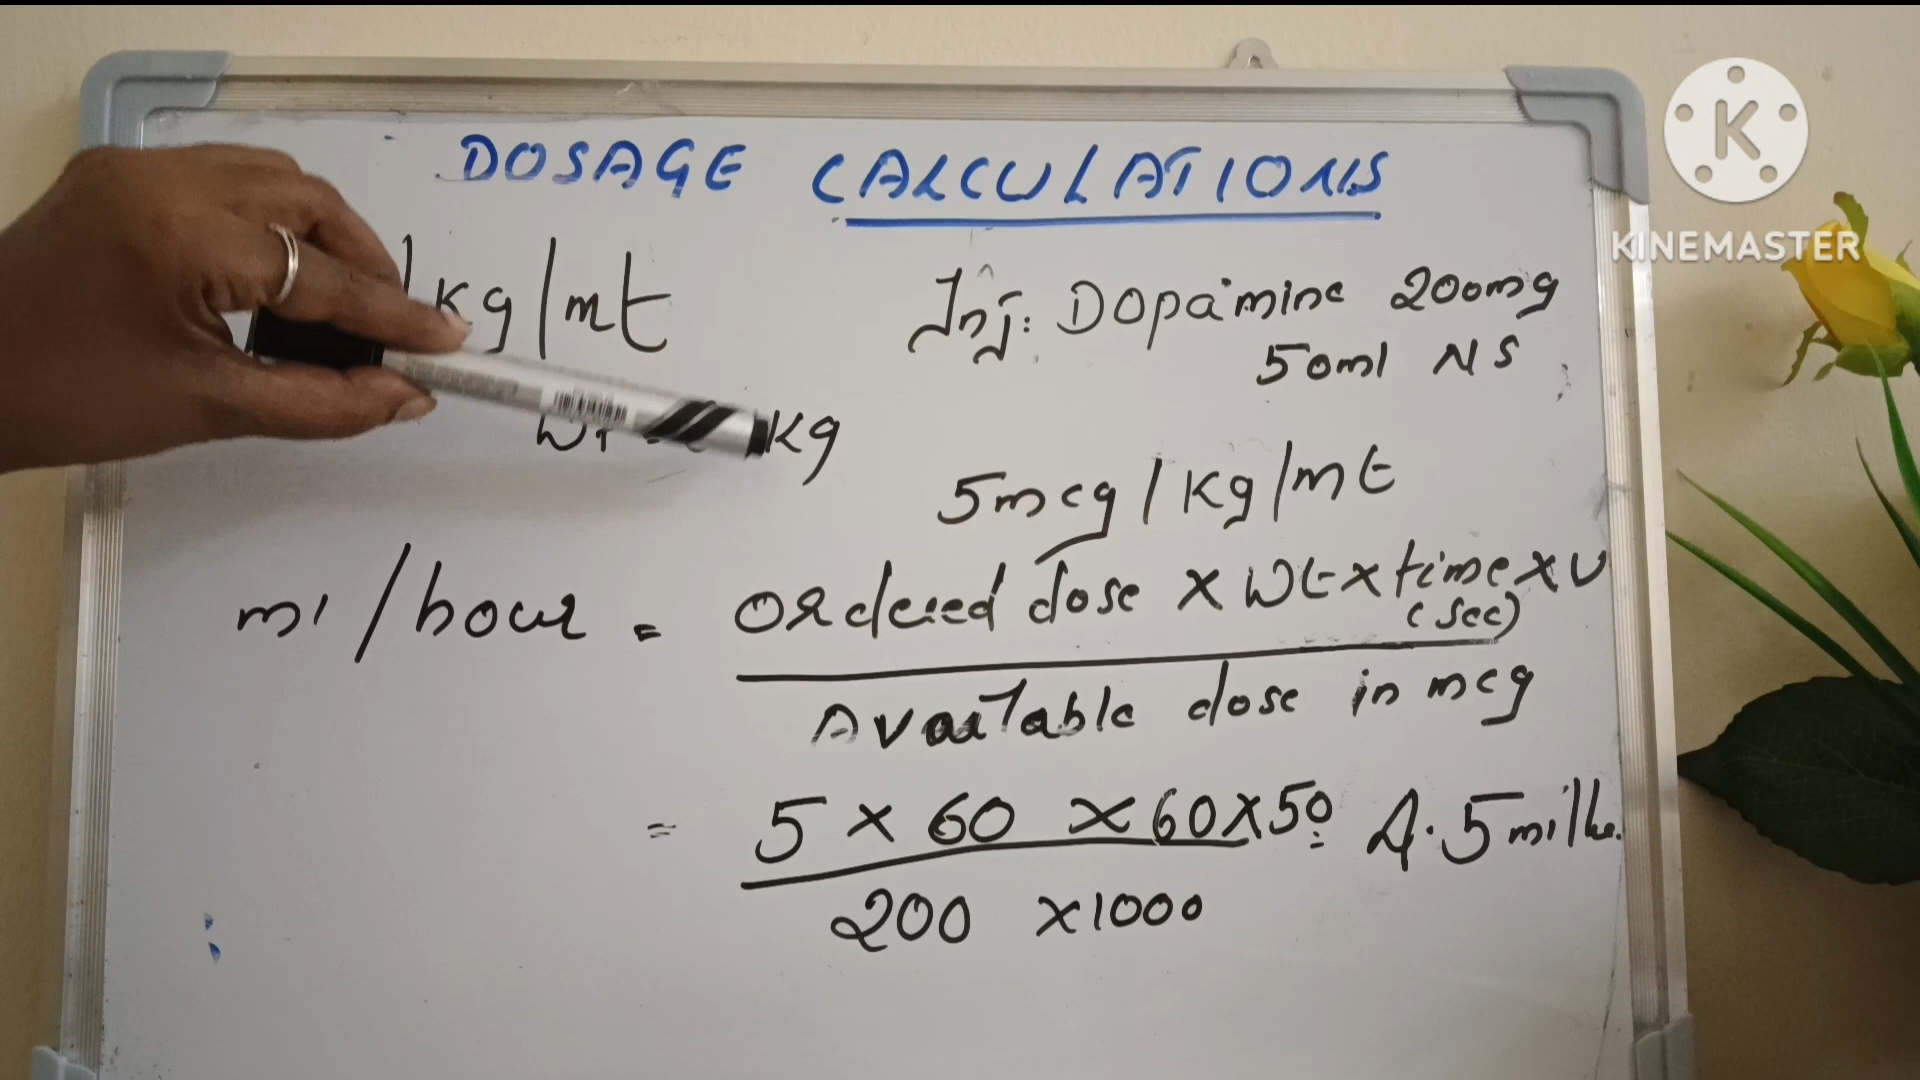 DOSAGE CALCULATIONS
/kg/mt
Inj: Dopamine 200mg
50ml NS
wt
kg
5mcg/kg/mt
ml/hour = Ordered dose x wt x time x v
(sec)
Available dose in mcg
= 5 x 60 x 60 x 50 4.5ml/hr.
200 x 1000
K
KINEMASTER